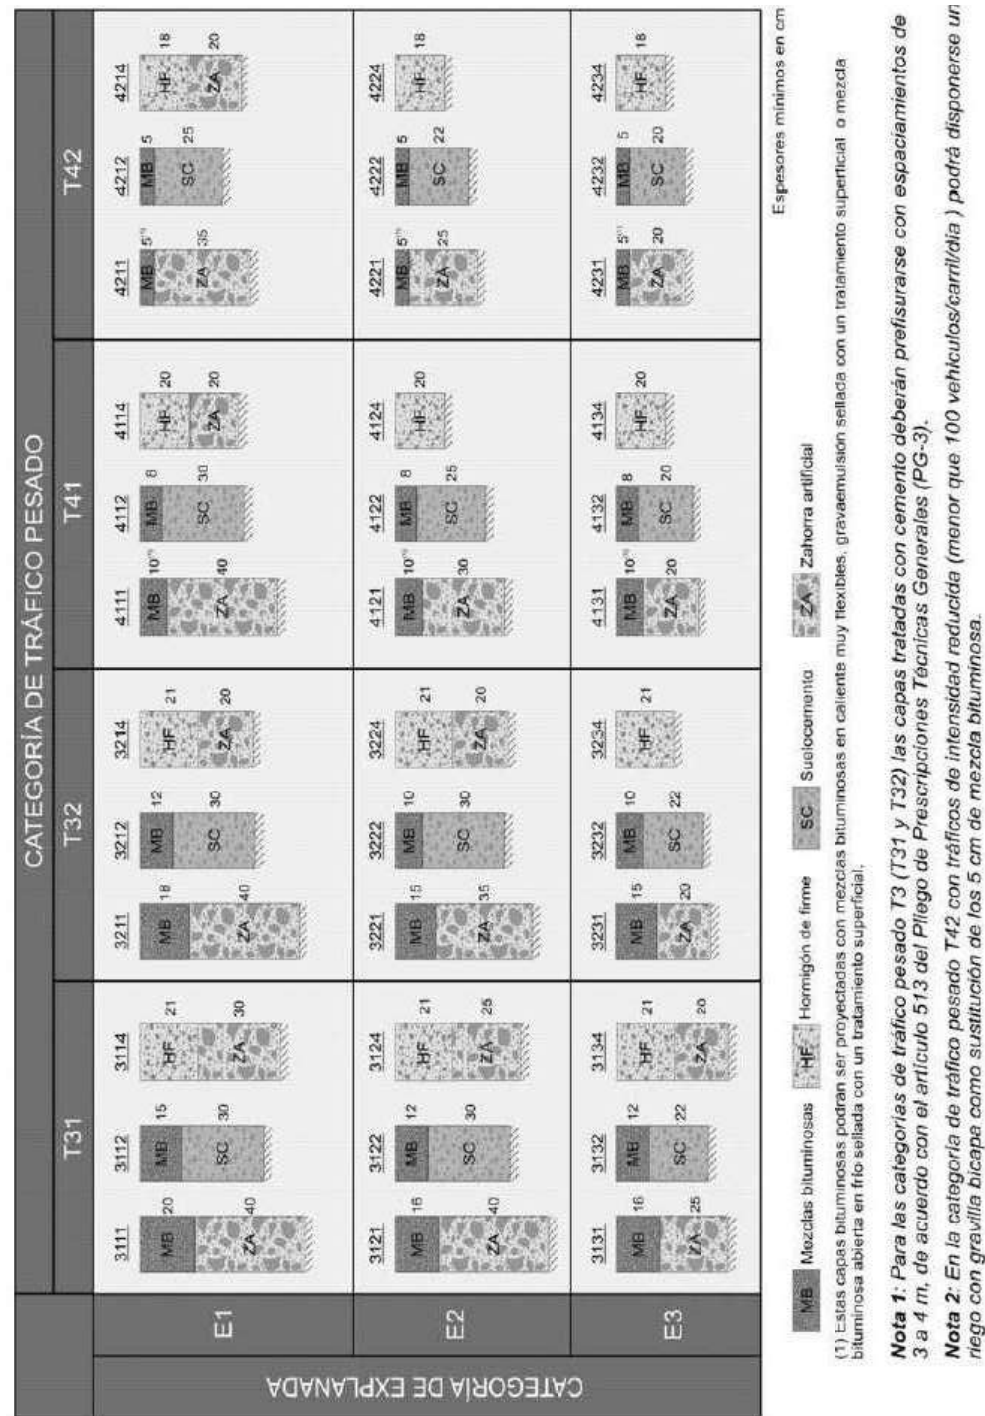 CATEGORÍA DE TRÁFICO PESADO
T31 T32 T41 T42
CATEGORÍA DE EXPLANADA
E1
3111 3112 3114 3211 3212 3214 4111 4112 4114 4211 4212 4214
MB 20 ZA 40
MB 15 SC 30
HF 21 ZA 30
MB 18 ZA 40
MB 12 SC 30
HF 21 ZA 20
MB 10⁽¹⁾ ZA 40
MB 8 SC 30
HF 20 ZA 20
MB 5⁽¹⁾ ZA 35
MB 5 SC 25
HF 18 ZA 20
E2
3121 3122 3124 3221 3222 3224 4121 4122 4124 4221 4222 4224
MB 16 ZA 40
MB 12 SC 30
HF 21 ZA 25
MB 15 ZA 35
MB 10 SC 30
HF 21 ZA 20
MB 10⁽¹⁾ ZA 30
MB 8 SC 25
HF 20
MB 5⁽¹⁾ ZA 25
MB 5 SC 22
HF 18
E3
3131 3132 3134 3231 3232 3234 4131 4132 4134 4231 4232 4234
MB 16 ZA 25
MB 12 SC 22
HF 21 ZA 20
MB 15 ZA 20
MB 10 SC 22
HF 21
MB 10⁽¹⁾ ZA 20
MB 8 SC 20
HF 20
MB 5⁽¹⁾ ZA 20
MB 5 SC 20
HF 18
Espesores mínimos en cm
MB Mezclas bituminosas HF Hormigón de firme SC Suelocemento ZA Zahorra artificial
(1) Estas capas bituminosas podran ser proyectadas con mezclas bituminosas en caliente muy flexibles, gravaemulsión sellada con un tratamiento superficial o mezcla
bituminosa abierta en frío sellada con un tratamiento superficial.
Nota 1: Para las categorías de tráfico pesado T3 (T31 y T32) las capas tratadas con cemento deberán prefisurarse con espaciamientos de
3 a 4 m, de acuerdo con el artículo 513 del Pliego de Prescripciones Técnicas Generales (PG-3).
Nota 2: En la categoría de tráfico pesado T42 con tráficos de intensidad reducida (menor que 100 vehículos/carril/día ) podrá disponerse un
riego con gravilla bicapa como sustitución de los 5 cm de mezcla bituminosa.